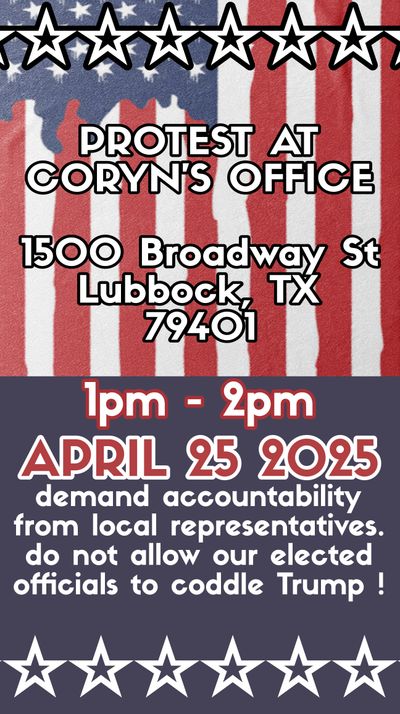 PROTEST AT
CORYN'S OFFICE
1500 Broadway St
Lubbock, TX
79401
1pm - 2pm
APRIL 25 2025
demand accountability
from local representatives.
do not allow our elected
officials to coddle Trump !